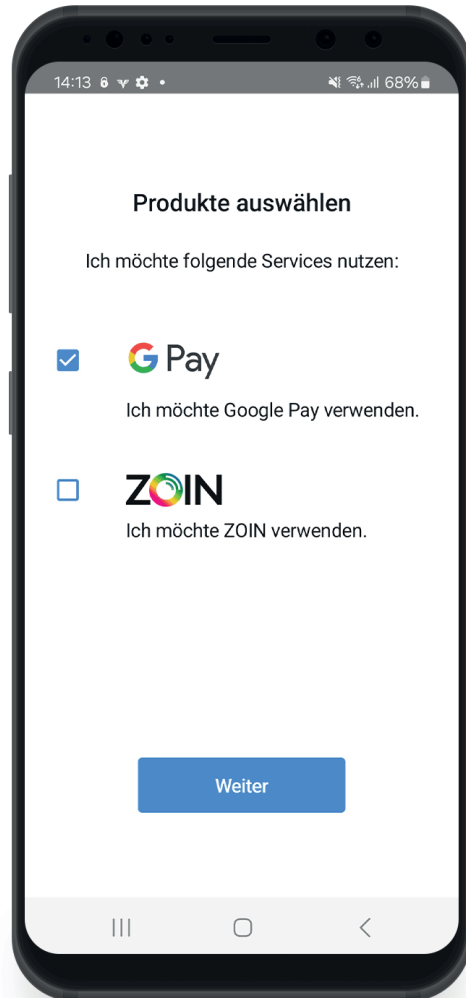 14:13 68%
Produkte auswählen
Ich möchte folgende Services nutzen:
G Pay
Ich möchte Google Pay verwenden.
ZOIN
Ich möchte ZOIN verwenden.
Weiter